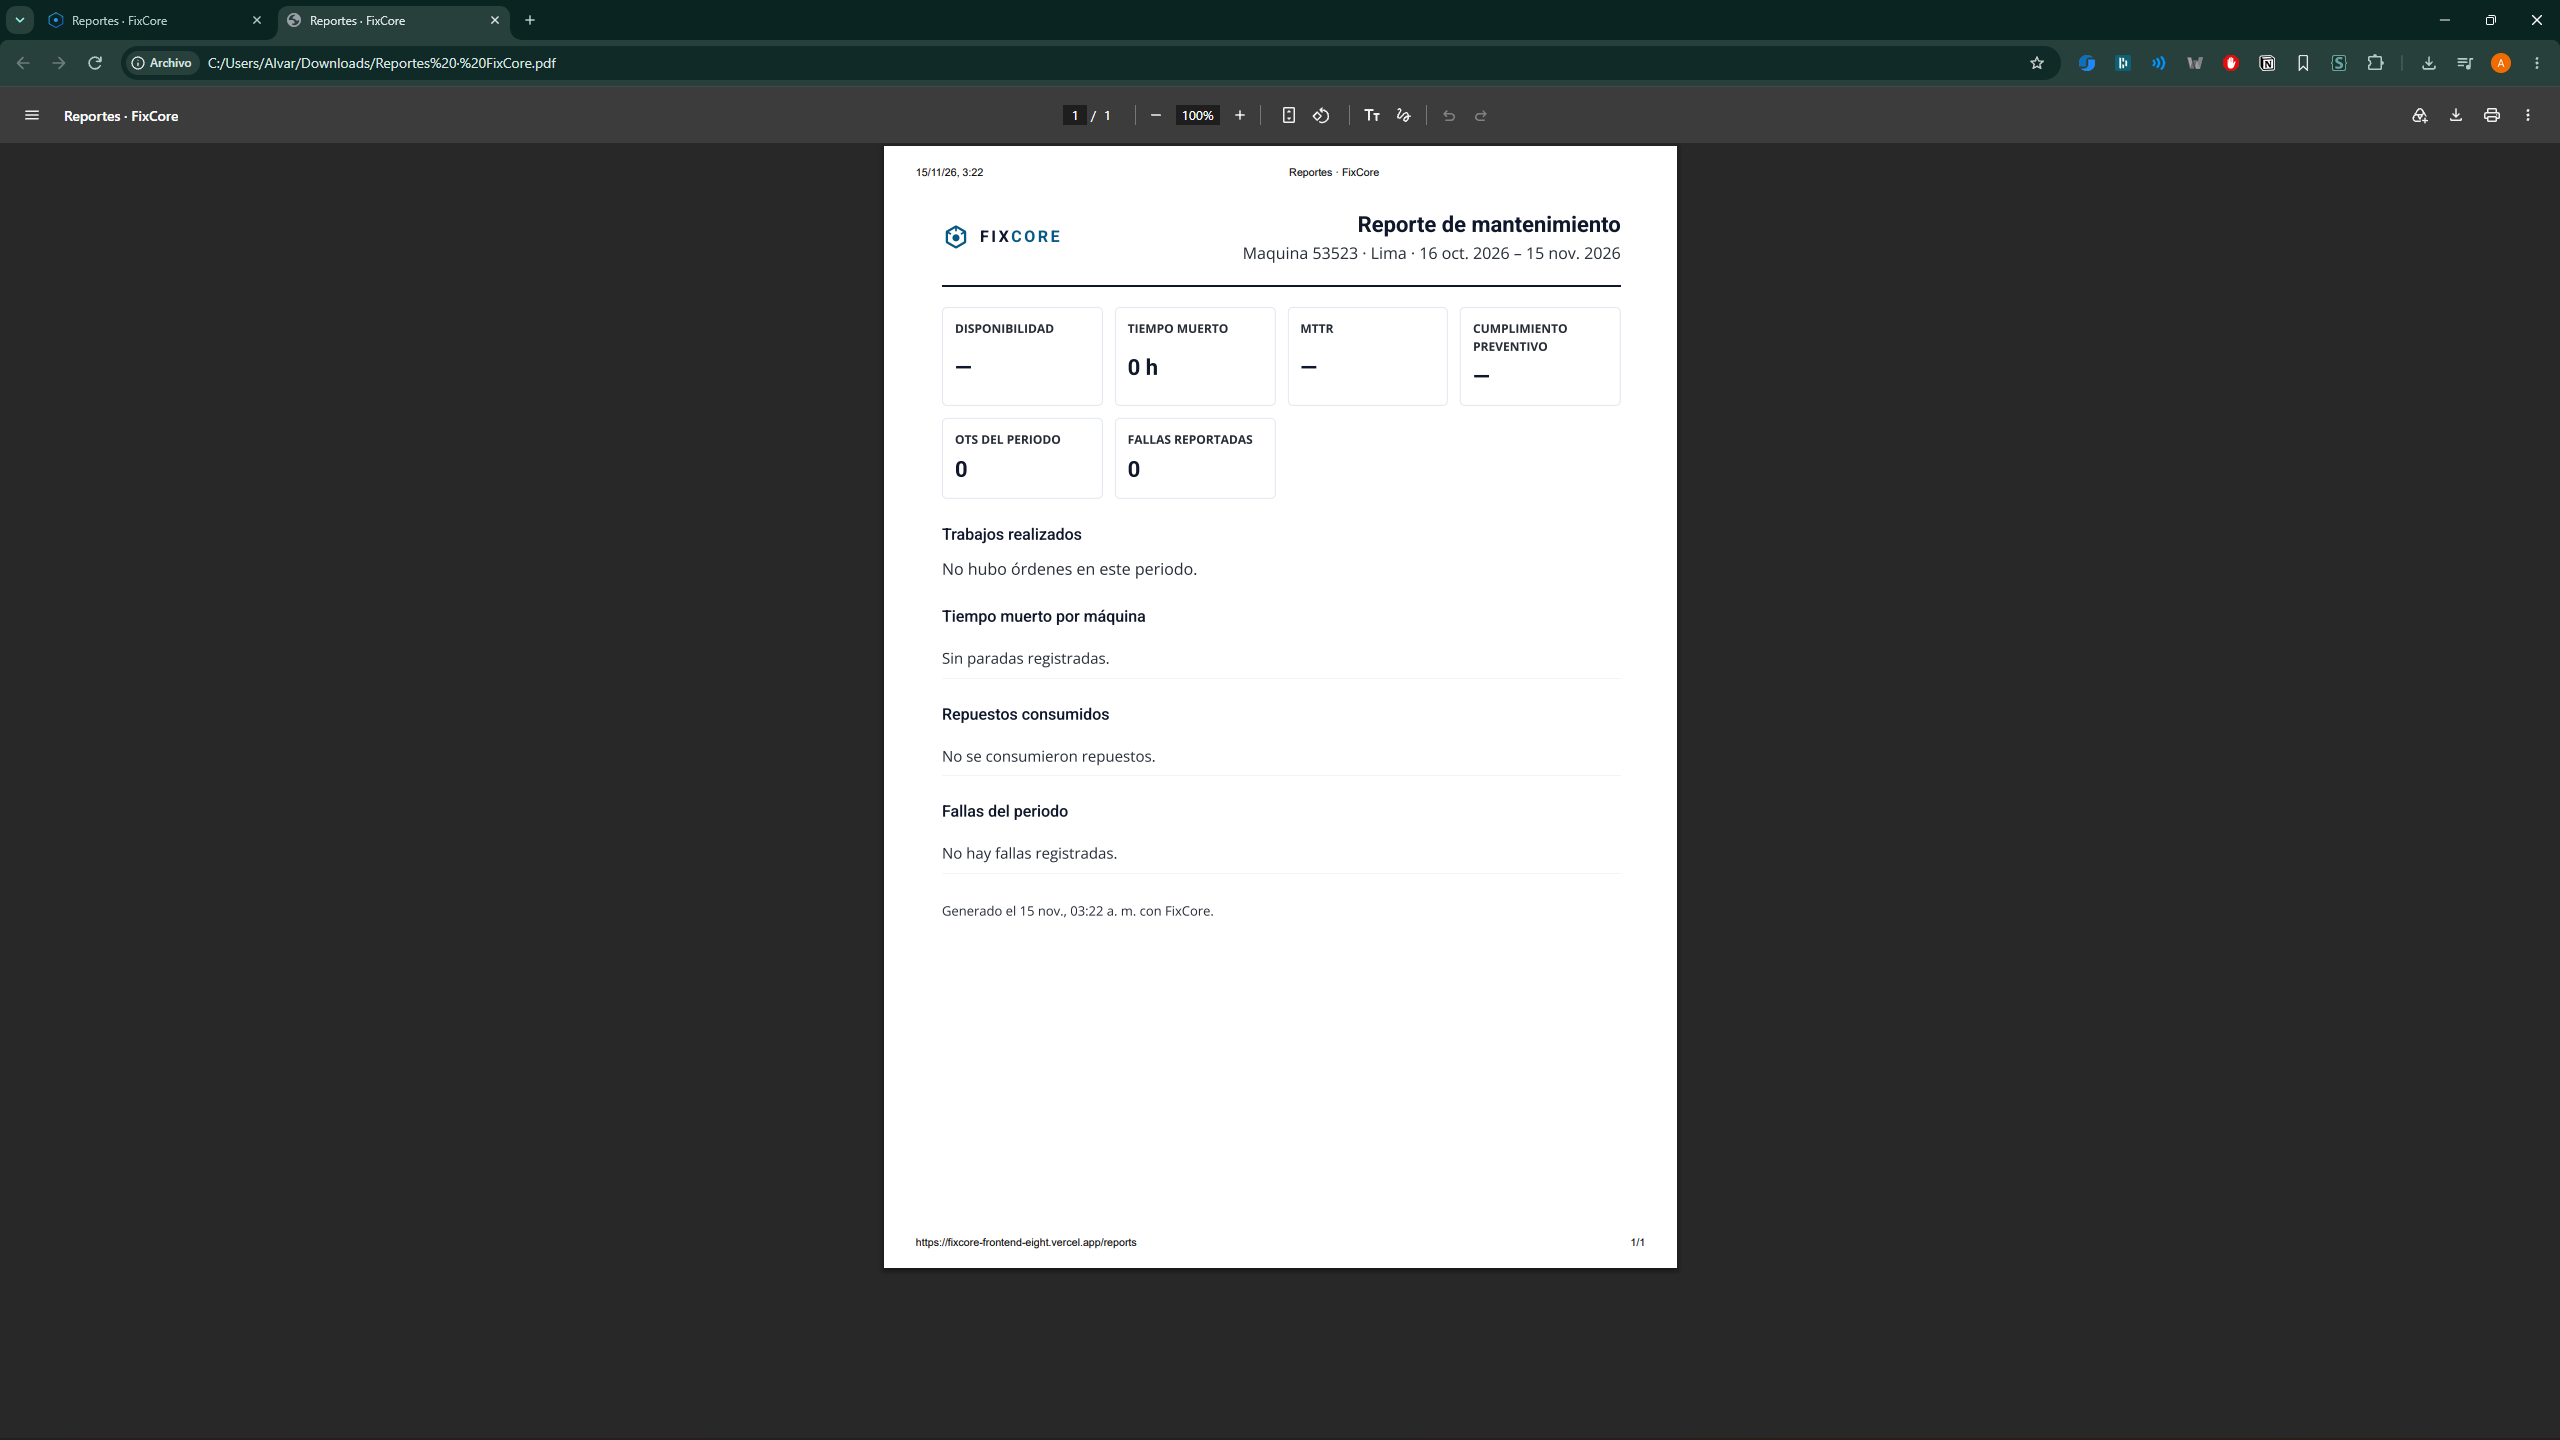 Reportes · FixCore
Reportes · FixCore
Archivo
C:/Users/Alvar/Downloads/Reportes%20·%20FixCore.pdf
A
Reportes · FixCore
1 / 1
100%
15/11/26, 3:22
Reportes · FixCore
FIXCORE
Reporte de mantenimiento
Maquina 53523 · Lima · 16 oct. 2026 – 15 nov. 2026
DISPONIBILIDAD
—
TIEMPO MUERTO
0 h
MTTR
—
CUMPLIMIENTO
PREVENTIVO
—
OTS DEL PERIODO
0
FALLAS REPORTADAS
0
Trabajos realizados
No hubo órdenes en este periodo.
Tiempo muerto por máquina
Sin paradas registradas.
Repuestos consumidos
No se consumieron repuestos.
Fallas del periodo
No hay fallas registradas.
Generado el 15 nov., 03:22 a. m. con FixCore.
https://fixcore-frontend-eight.vercel.app/reports
1/1